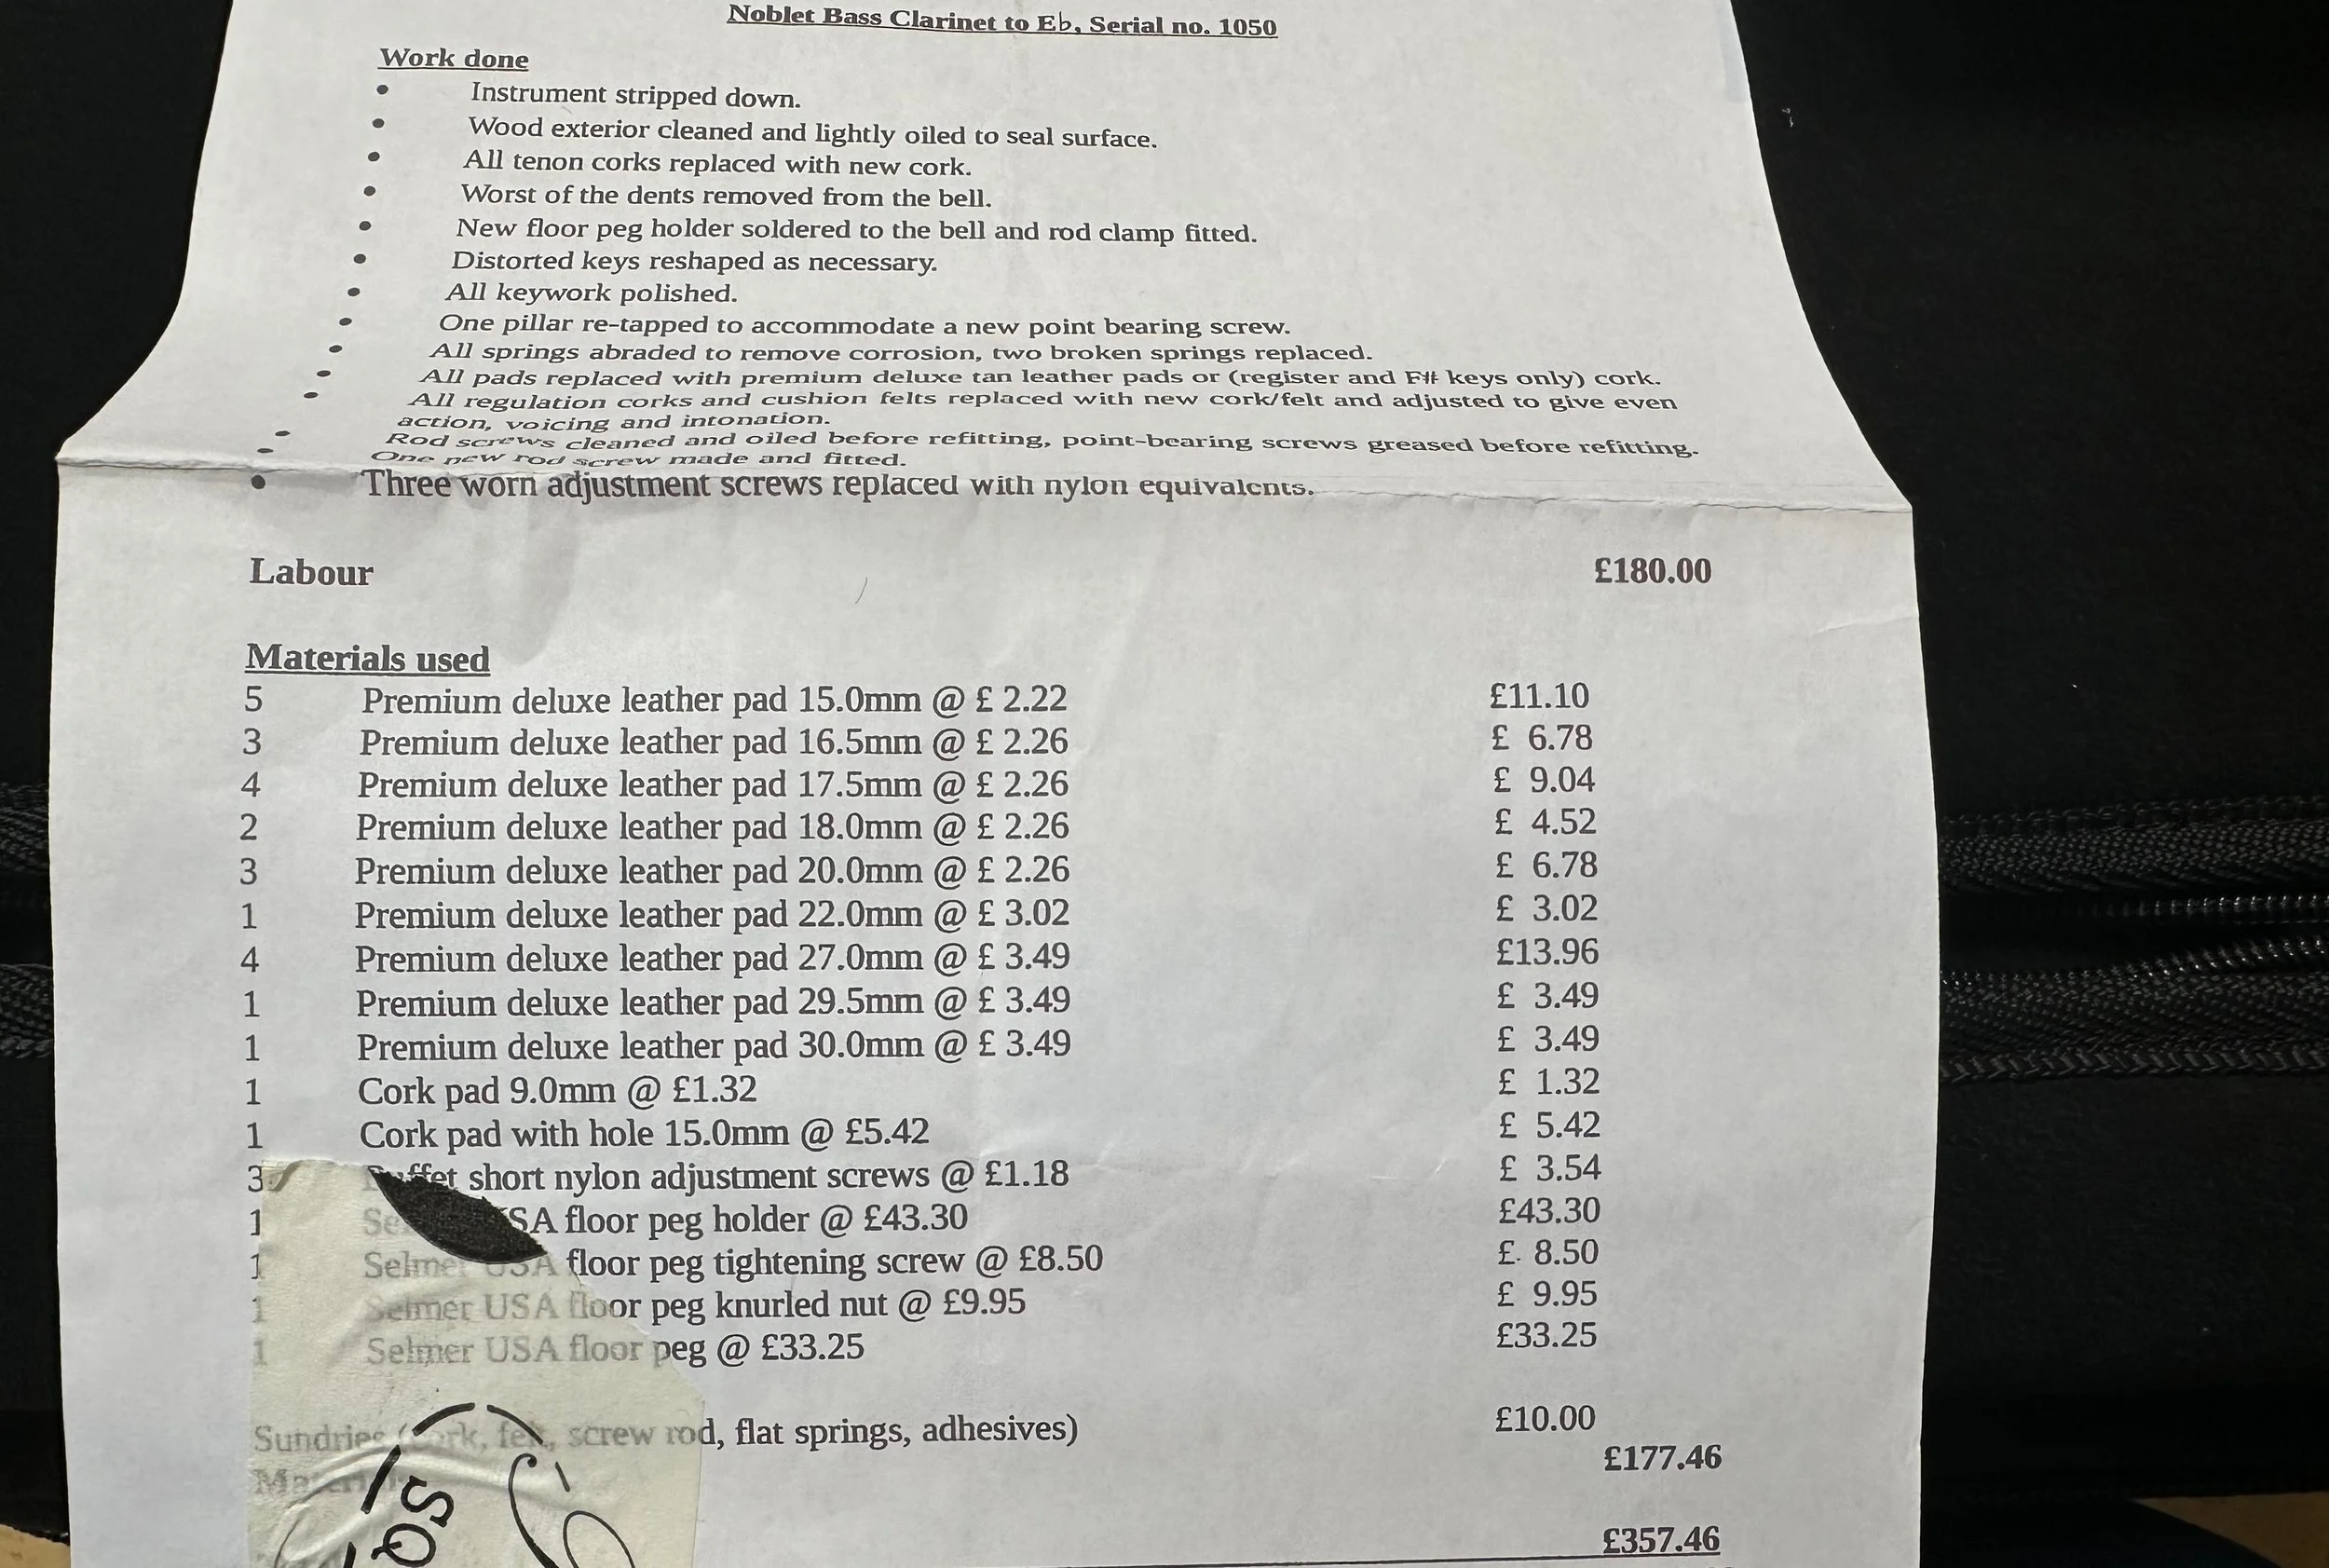 Noblet Bass Clarinet to Eb, Serial no. 1050
Work done
• Instrument stripped down.
• Wood exterior cleaned and lightly oiled to seal surface.
• All tenon corks replaced with new cork.
• Worst of the dents removed from the bell.
• New floor peg holder soldered to the bell and rod clamp fitted.
• Distorted keys reshaped as necessary.
• All keywork polished.
• One pillar re-tapped to accommodate a new point bearing screw.
• All springs abraded to remove corrosion, two broken springs replaced.
• All pads replaced with premium deluxe tan leather pads or (register and F# keys only) cork.
• All regulation corks and cushion felts replaced with new cork/felt and adjusted to give even
action, voicing and intonation.
• Rod screws cleaned and oiled before refitting, point-bearing screws greased before refitting.
• One new rod screw made and fitted.
• Three worn adjustment screws replaced with nylon equivalents.
Labour £180.00
Materials used
5 Premium deluxe leather pad 15.0mm @ £ 2.22 £11.10
3 Premium deluxe leather pad 16.5mm @ £ 2.26 £ 6.78
4 Premium deluxe leather pad 17.5mm @ £ 2.26 £ 9.04
2 Premium deluxe leather pad 18.0mm @ £ 2.26 £ 4.52
3 Premium deluxe leather pad 20.0mm @ £ 2.26 £ 6.78
1 Premium deluxe leather pad 22.0mm @ £ 3.02 £ 3.02
4 Premium deluxe leather pad 27.0mm @ £ 3.49 £13.96
1 Premium deluxe leather pad 29.5mm @ £ 3.49 £ 3.49
1 Premium deluxe leather pad 30.0mm @ £ 3.49 £ 3.49
1 Cork pad 9.0mm @ £1.32 £ 1.32
1 Cork pad with hole 15.0mm @ £5.42 £ 5.42
3 short nylon adjustment screws @ £1.18 £ 3.54
1 floor peg holder @ £43.30 £43.30
1 Selmer USA floor peg tightening screw @ £8.50 £ 8.50
1 Selmer USA floor peg knurled nut @ £9.95 £ 9.95
1 Selmer USA floor peg @ £33.25 £33.25
Sundries (cork, felt, screw rod, flat springs, adhesives) £10.00
£177.46
£357.46